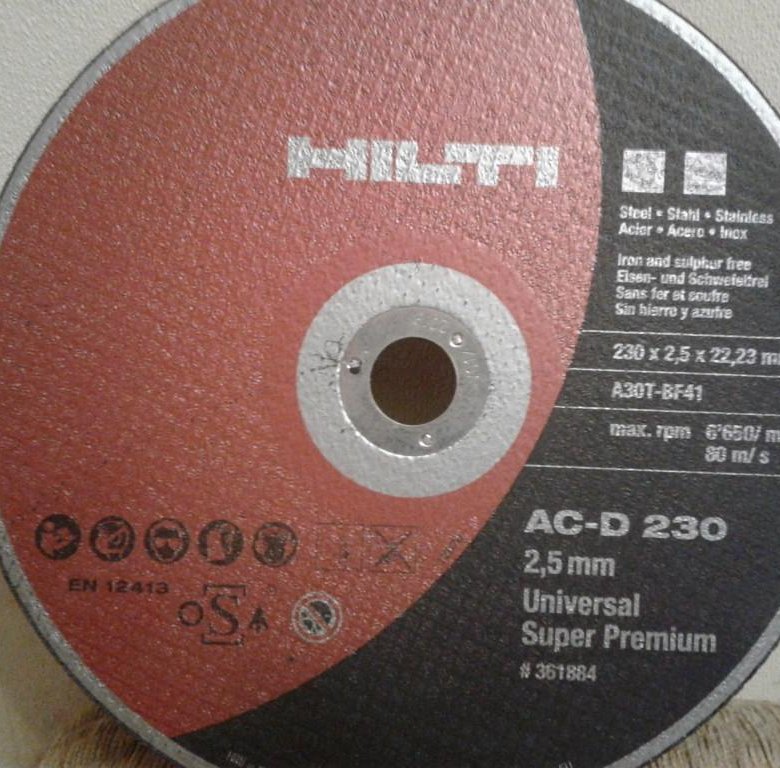 HILTI
Steel • Stahl • Stainless
Acier • Acero • Inox
Iron and sulphur free
Eisen- und Schwefelfrei
Sans fer et soufre
Sin hierro y azufre
230 x 2,5 x 22,23 m
A30T-BF41
max. rpm 6'650/ m
80 m/ s
AC-D 230
2,5 mm
Universal
Super Premium
# 361884
EN 12413
OSA